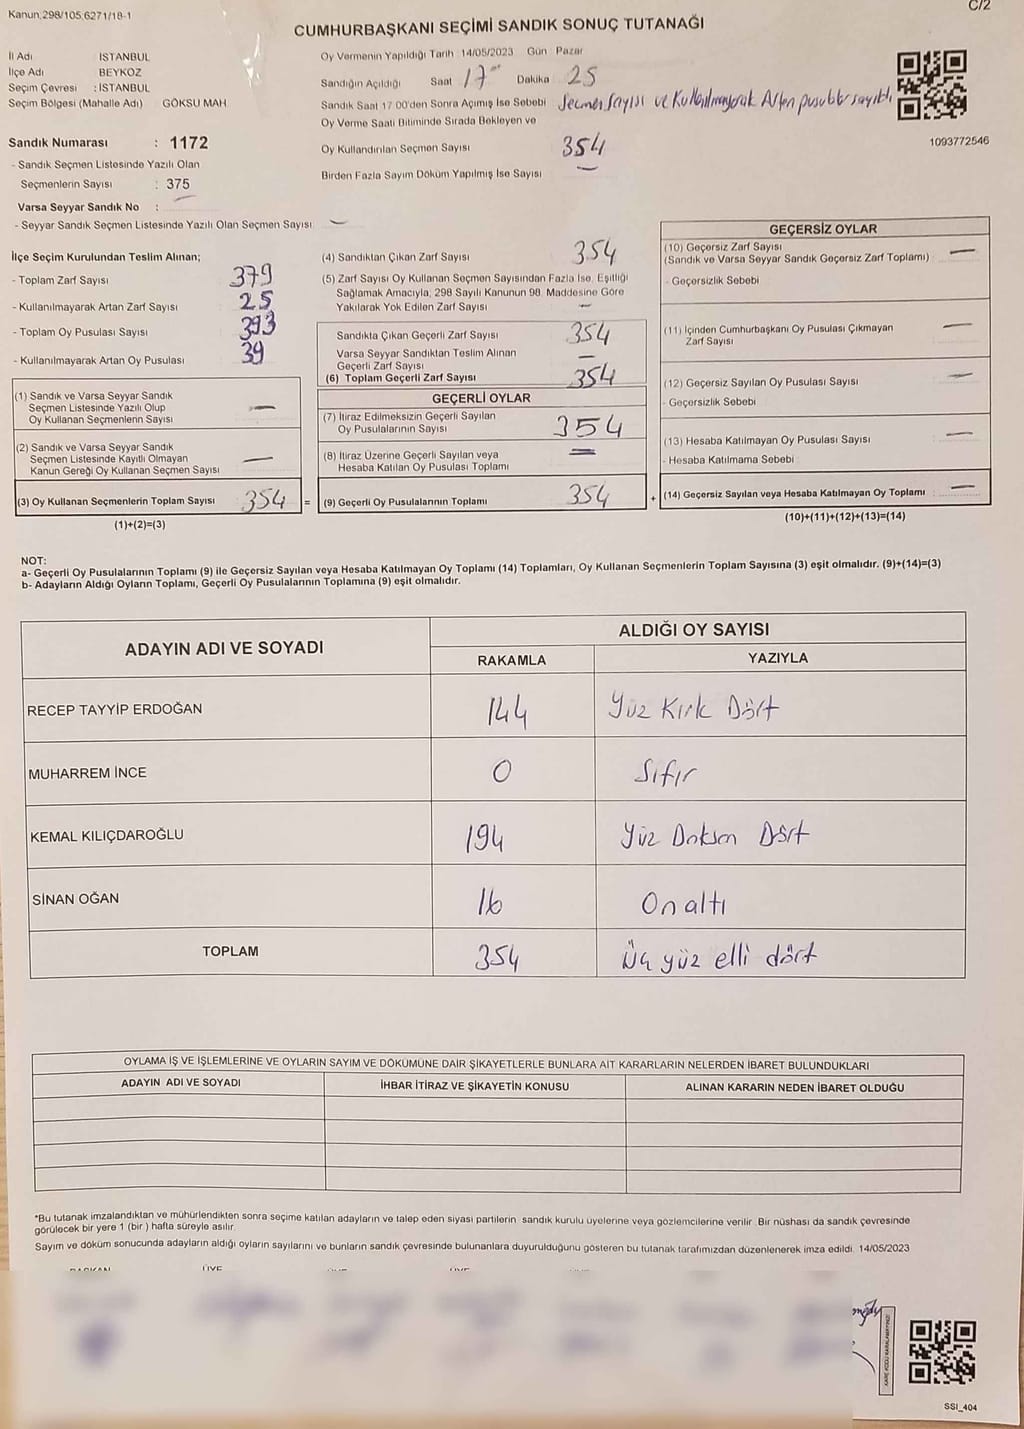 Kanun;298/105;6271/18-1
C/2
CUMHURBAŞKANI SEÇİMİ SANDIK SONUÇ TUTANAĞI
İl Adı : İSTANBUL
İlçe Adı : BEYKOZ
Seçim Çevresi : İSTANBUL
Seçim Bölgesi (Mahalle Adı) GÖKSU MAH
Sandık Numarası : 1172
- Sandık Seçmen Listesinde Yazılı Olan
Seçmenlerin Sayısı : 375
Varsa Seyyar Sandık No :
- Seyyar Sandık Seçmen Listesinde Yazılı Olan Seçmen Sayısı: —
Oy Vermenin Yapıldığı Tarih :14/05/2023 Gün : Pazar
Sandığın Açıldığı Saat 17 Dakika 25
Sandık Saat 17:00'den Sonra Açımış İse Sebebi Seçmen Sayısı ve Kullanılmayarak Artan pusulalar sayıldı
Oy Verme Saati Bitiminde Sırada Bekleyen ve
Oy Kullandırılan Seçmen Sayısı 354
Birden Fazla Sayım Döküm Yapılmış İse Sayısı —
1093772546
İlçe Seçim Kurulundan Teslim Alınan;
- Toplam Zarf Sayısı 379
- Kullanılmayarak Artan Zarf Sayısı 25
- Toplam Oy Pusulası Sayısı 393
- Kullanılmayarak Artan Oy Pusulası 39
(1) Sandık ve Varsa Seyyar Sandık
Seçmen Listesinde Yazılı Olup
Oy Kullanan Seçmenlerin Sayısı —
(2) Sandık ve Varsa Seyyar Sandık
Seçmen Listesinde Kayıtlı Olmayan
Kanun Gereği Oy Kullanan Seçmen Sayısı —
(3) Oy Kullanan Seçmenlerin Toplam Sayısı 354 =
(1)+(2)=(3)
(4) Sandıktan Çıkan Zarf Sayısı 354
(5) Zarf Sayısı Oy Kullanan Seçmen Sayısından Fazla İse, Eşitliği
Sağlamak Amacıyla; 298 Sayılı Kanunun 98. Maddesine Göre
Yakılarak Yok Edilen Zarf Sayısı —
Sandıkta Çıkan Geçerli Zarf Sayısı 354
Varsa Seyyar Sandıktan Teslim Alınan
Geçerli Zarf Sayısı —
(6) Toplam Geçerli Zarf Sayısı 354
GEÇERLİ OYLAR
(7) İtiraz Edilmeksizin Geçerli Sayılan
Oy Pusulalarının Sayısı 354
(8) İtiraz Üzerine Geçerli Sayılan veya
Hesaba Katılan Oy Pusulası Toplamı —
(9) Geçerli Oy Pusulalarının Toplamı 354 +
GEÇERSİZ OYLAR
(10) Geçersiz Zarf Sayısı
(Sandık ve Varsa Seyyar Sandık Geçersiz Zarf Toplamı) : —
- Geçersizlik Sebebi
(11) İçinden Cumhurbaşkanı Oy Pusulası Çıkmayan
Zarf Sayısı —
(12) Geçersiz Sayılan Oy Pusulası Sayısı —
- Geçersizlik Sebebi
(13) Hesaba Katılmayan Oy Pusulası Sayısı —
- Hesaba Katılmama Sebebi
(14) Geçersiz Sayılan veya Hesaba Katılmayan Oy Toplamı —
(10)+(11)+(12)+(13)=(14)
NOT:
a- Geçerli Oy Pusulalarının Toplamı (9) ile Geçersiz Sayılan veya Hesaba Katılmayan Oy Toplamı (14) Toplamları, Oy Kullanan Seçmenlerin Toplam Sayısına (3) eşit olmalıdır. (9)+(14)=(3)
b- Adayların Aldığı Oyların Toplamı, Geçerli Oy Pusulalarının Toplamına (9) eşit olmalıdır.
ADAYIN ADI VE SOYADI ALDIĞI OY SAYISI
RAKAMLA YAZIYLA
RECEP TAYYİP ERDOĞAN 144 Yüz Kırk Dört
MUHARREM İNCE 0 Sıfır
KEMAL KILIÇDAROĞLU 194 Yüz Doksan Dört
SİNAN OĞAN 16 On altı
TOPLAM 354 Üç yüz elli dört
OYLAMA İŞ VE İŞLEMLERİNE VE OYLARIN SAYIM VE DÖKÜMÜNE DAİR ŞİKAYETLERLE BUNLARA AİT KARARLARIN NELERDEN İBARET BULUNDUKLARI
ADAYIN ADI VE SOYADI İHBAR İTİRAZ VE ŞİKAYETİN KONUSU ALINAN KARARIN NEDEN İBARET OLDUĞU
*Bu tutanak imzalandıktan ve mühürlendikten sonra seçime katılan adayların ve talep eden siyasi partilerin sandık kurulu üyelerine veya gözlemcilerine verilir. Bir nüshası da sandık çevresinde
görülecek bir yere 1 (bir ) hafta süreyle asılır.
Sayım ve döküm sonucunda adayların aldığı oyların sayılarını ve bunların sandık çevresinde bulunanlara duyurulduğunu gösteren bu tutanak tarafımızdan düzenlenerek imza edildi. 14/05/2023
BAŞKAN ÜYE
KARE KODU KARALAMAYINIZ!
SSI_404